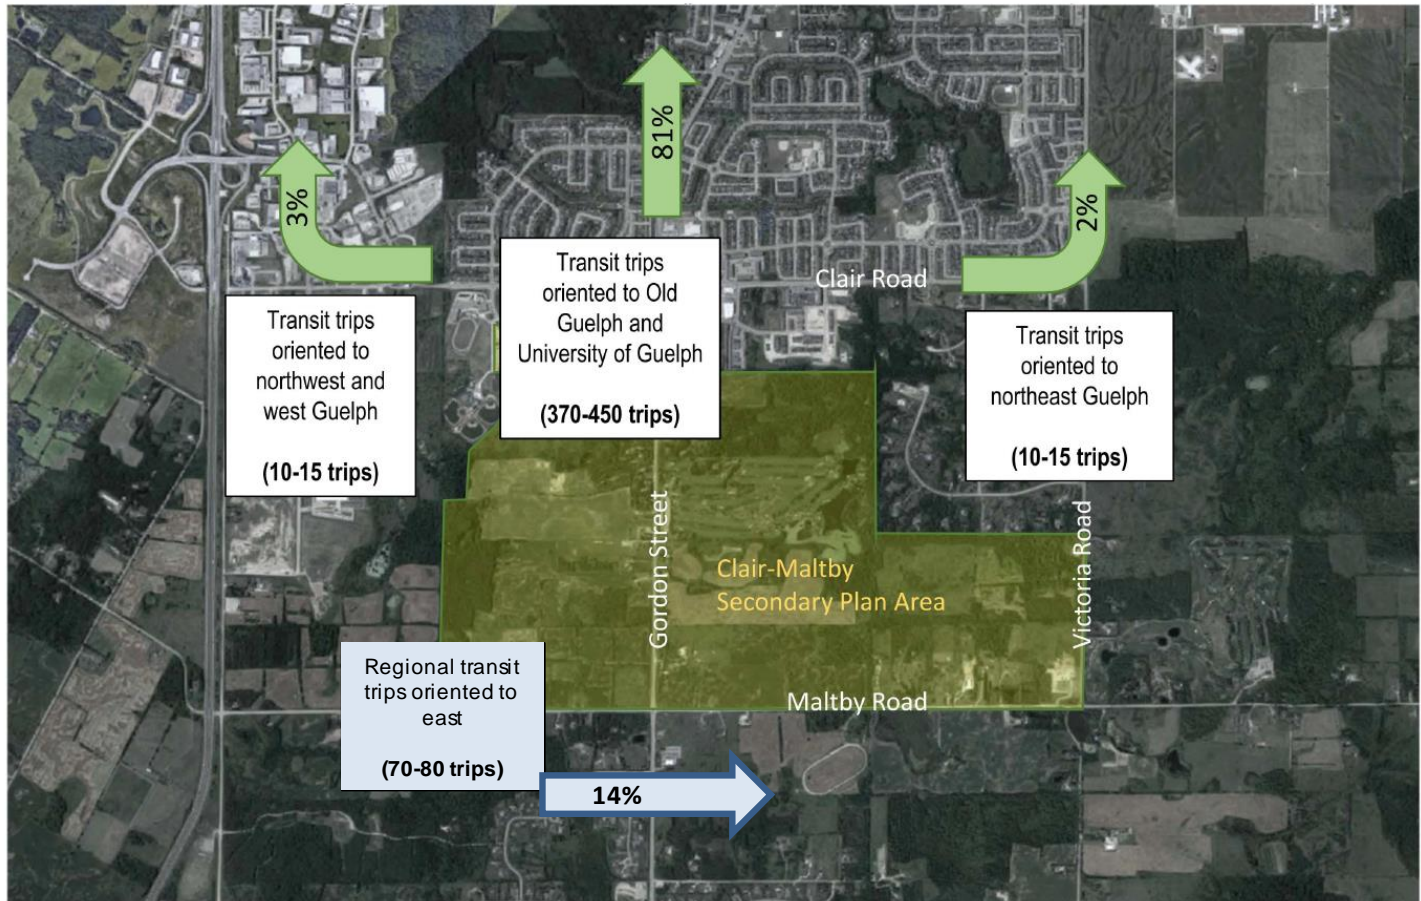 81%
3%
2%
Transit trips
oriented to Old
Guelph and
University of Guelph
(370-450 trips)
Clair Road
Transit trips
oriented to
northwest and
west Guelph
(10-15 trips)
Transit trips
oriented to
northeast Guelph
(10-15 trips)
Gordon Street
Victoria Road
Clair-Maltby
Secondary Plan Area
Regional transit
trips oriented to
east
(70-80 trips)
Maltby Road
14%